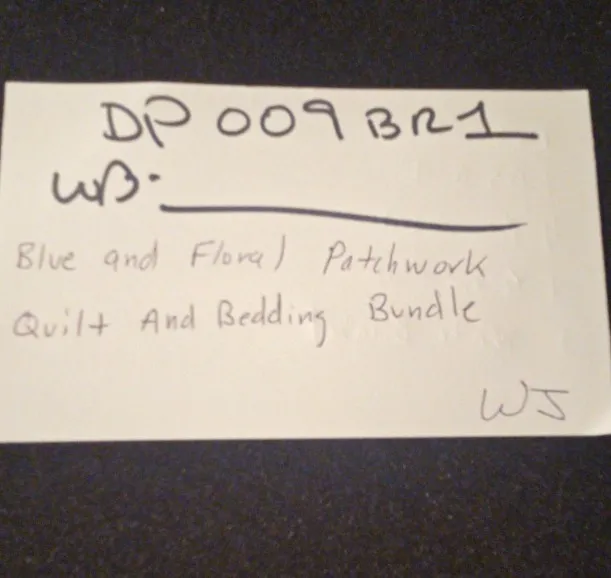 DP 009 BR1
WB:
Blue and Floral Patchwork
Quilt And Bedding Bundle
WJ